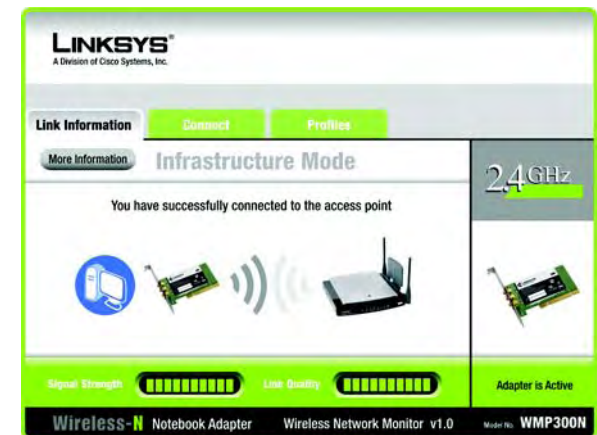 LINKSYS®
A Division of Cisco Systems, Inc.
Link Information
Connect
Profiles
More Information
Infrastructure Mode
2.4GHz
You have successfully connected to the access point
Signal Strength
Link Quality
Adapter is Active
Wireless-N Notebook Adapter
Wireless Network Monitor v1.0
Model No. WMP300N